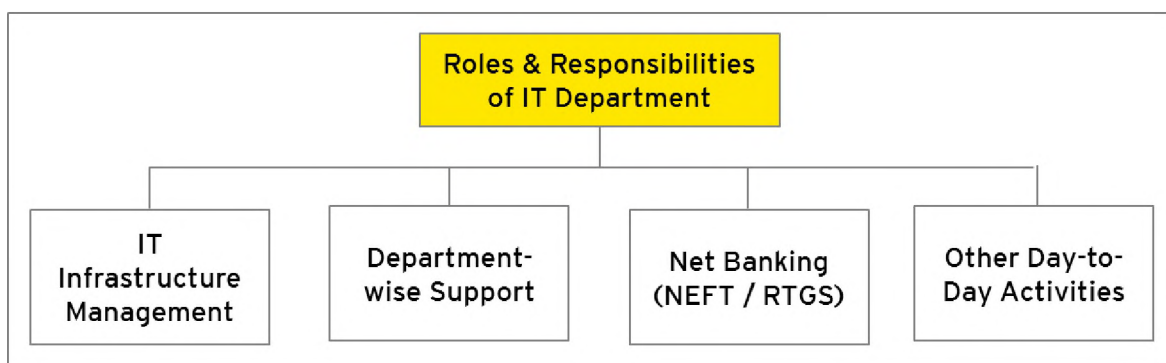 Roles & Responsibilities
of IT Department
IT
Infrastructure
Management
Department-
wise Support
Net Banking
(NEFT / RTGS)
Other Day-to-
Day Activities